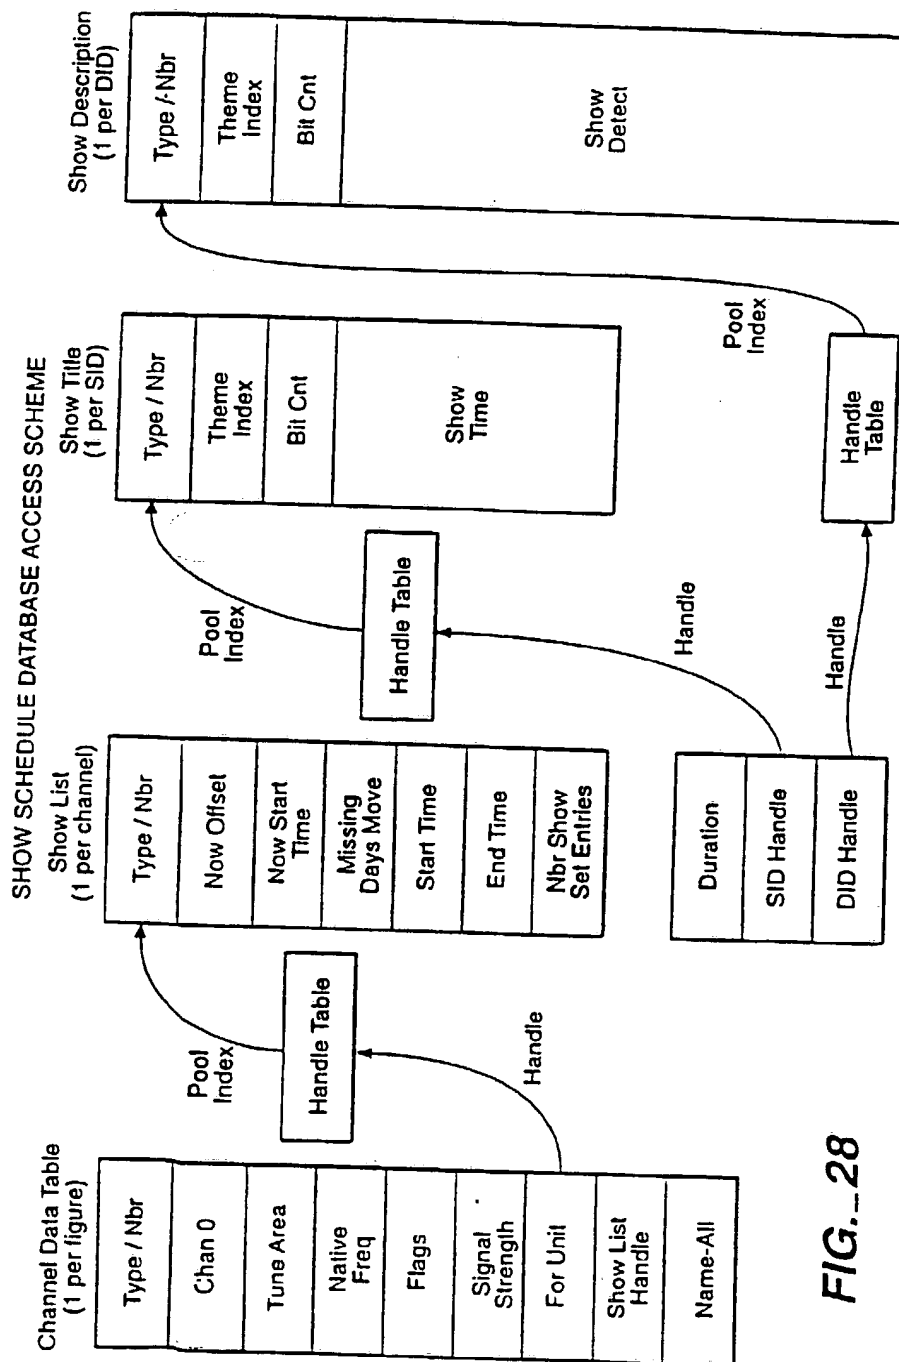 SHOW SCHEDULE DATABASE ACCESS SCHEME
Channel Data Table
(1 per figure)
Type / Nbr
Chan 0
Tune Area
Native
Freq
Flags
Signal
Strength
For Unit
Show List
Handle
Name-All
Handle
Handle Table
Pool
Index
Show List
(1 per channel)
Type / Nbr
Now Offset
Now Start
Time
Missing
Days Move
Start Time
End Time
Nbr Show
Set Entries
Duration
SID Handle
DID Handle
Handle
Handle Table
Pool
Index
Show Title
(1 per SID)
Type / Nbr
Theme
Index
Bit Cnt
Show
Time
Handle
Handle
Table
Pool
Index
Show Description
(1 per DID)
Type / Nbr
Theme
Index
Bit Cnt
Show
Detect
FIG._28